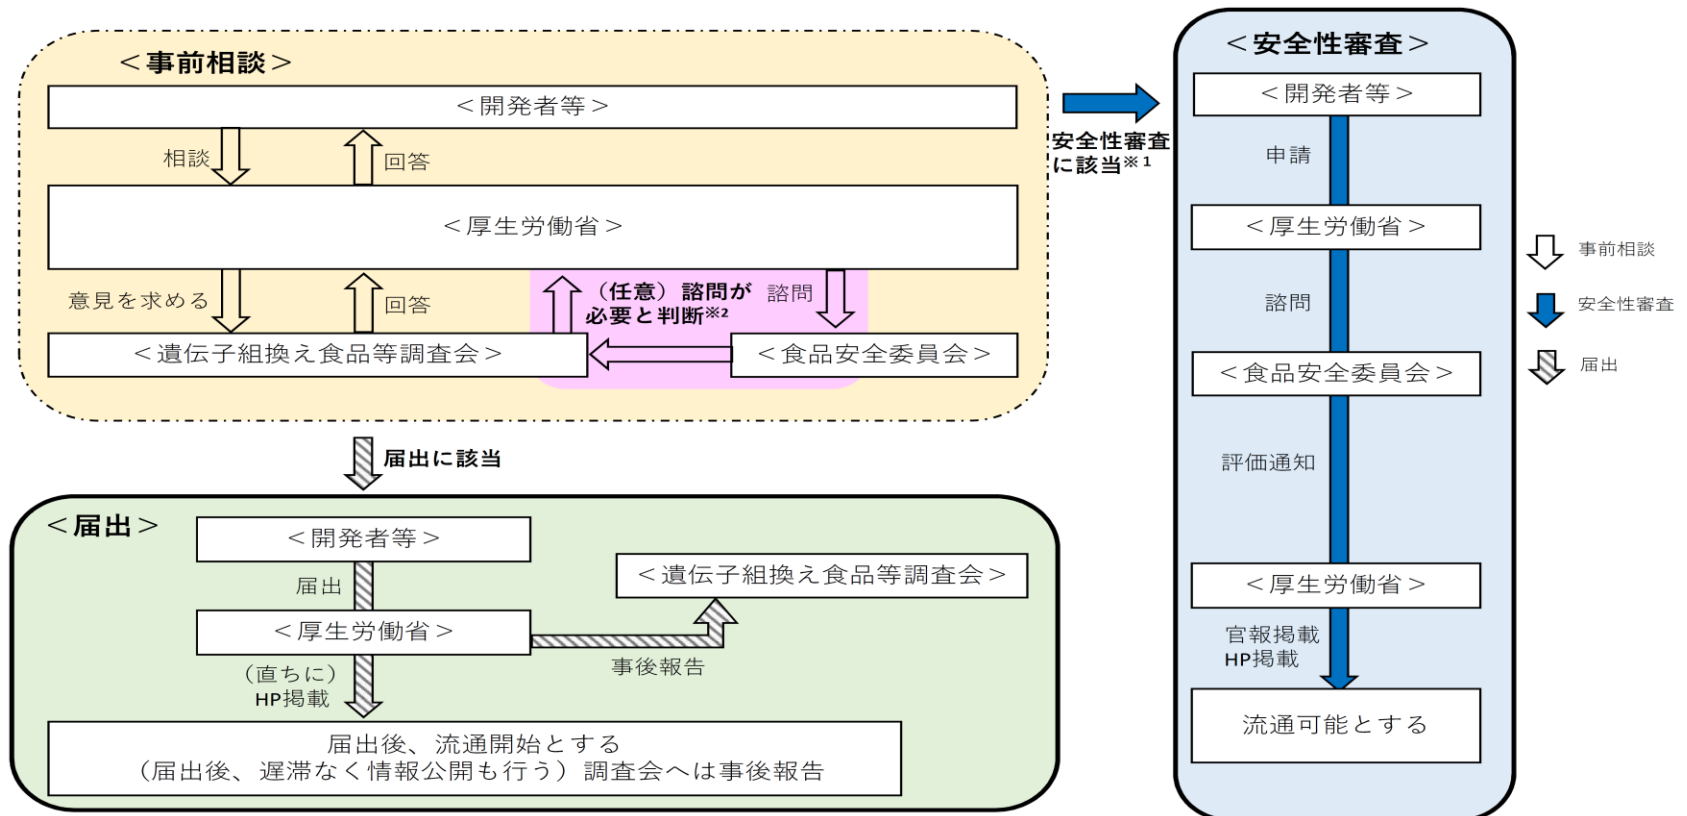 ＜事前相談＞
＜開発者等＞
相談
回答
＜厚生労働省＞
意見を求める
回答
（任意）諮問が
必要と判断※2
諮問
＜遺伝子組換え食品等調査会＞
＜食品安全委員会＞
安全性審査
に該当※1
届出に該当
＜届出＞
＜開発者等＞
届出
＜厚生労働省＞
＜遺伝子組換え食品等調査会＞
事後報告
（直ちに）
HP掲載
届出後、流通開始とする
（届出後、遅滞なく情報公開も行う）調査会へは事後報告
＜安全性審査＞
＜開発者等＞
申請
＜厚生労働省＞
諮問
＜食品安全委員会＞
評価通知
＜厚生労働省＞
官報掲載
HP掲載
流通可能とする
事前相談
安全性審査
届出